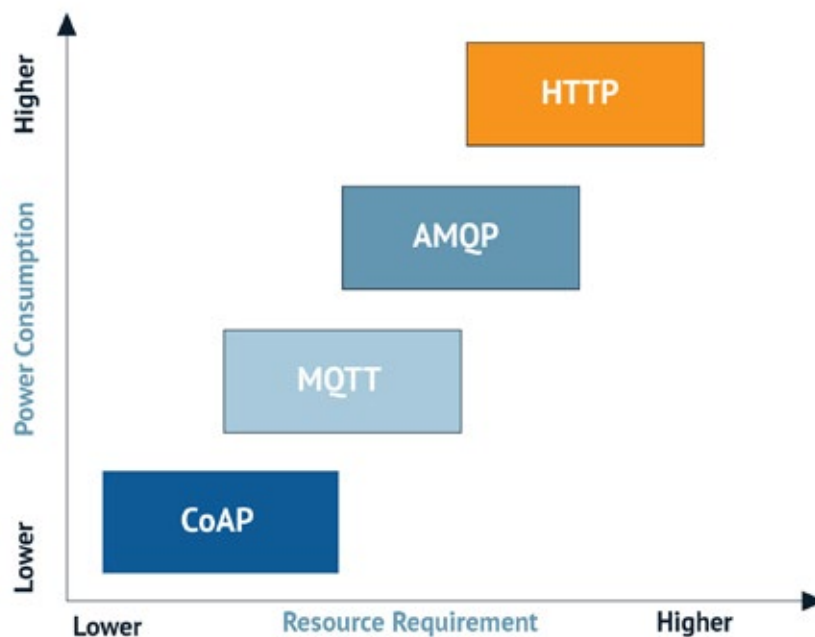 Higher
HTTP
AMQP
Power Consumption
MQTT
CoAP
Lower
Lower
Resource Requirement
Higher